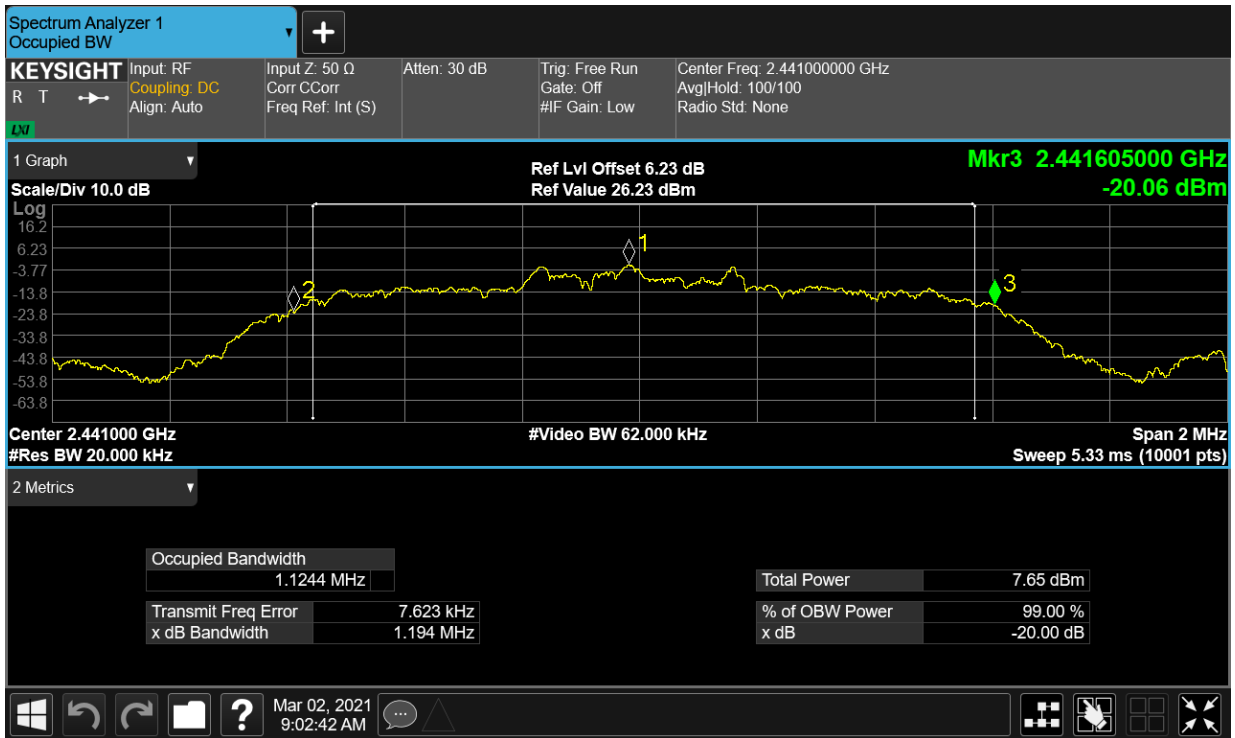 Spectrum Analyzer 1
Occupied BW
KEYSIGHT
R T
LXI
Input: RF
Coupling: DC
Align: Auto
Input Z: 50 Ω
Corr CCorr
Freq Ref: Int (S)
Atten: 30 dB
Trig: Free Run
Gate: Off
#IF Gain: Low
Center Freq: 2.441000000 GHz
Avg|Hold: 100/100
Radio Std: None
1 Graph
Scale/Div 10.0 dB
Ref Lvl Offset 6.23 dB
Ref Value 26.23 dBm
Mkr3 2.441605000 GHz
-20.06 dBm
Log
16.2
6.23
-3.77
-13.8
-23.8
-33.8
-43.8
-53.8
-63.8
1
2
3
Center 2.441000 GHz
#Video BW 62.000 kHz
Span 2 MHz
#Res BW 20.000 kHz
Sweep 5.33 ms (10001 pts)
2 Metrics
Occupied Bandwidth
1.1244 MHz
Transmit Freq Error 7.623 kHz
x dB Bandwidth 1.194 MHz
Total Power 7.65 dBm
% of OBW Power 99.00 %
x dB -20.00 dB
?
Mar 02, 2021
9:02:42 AM